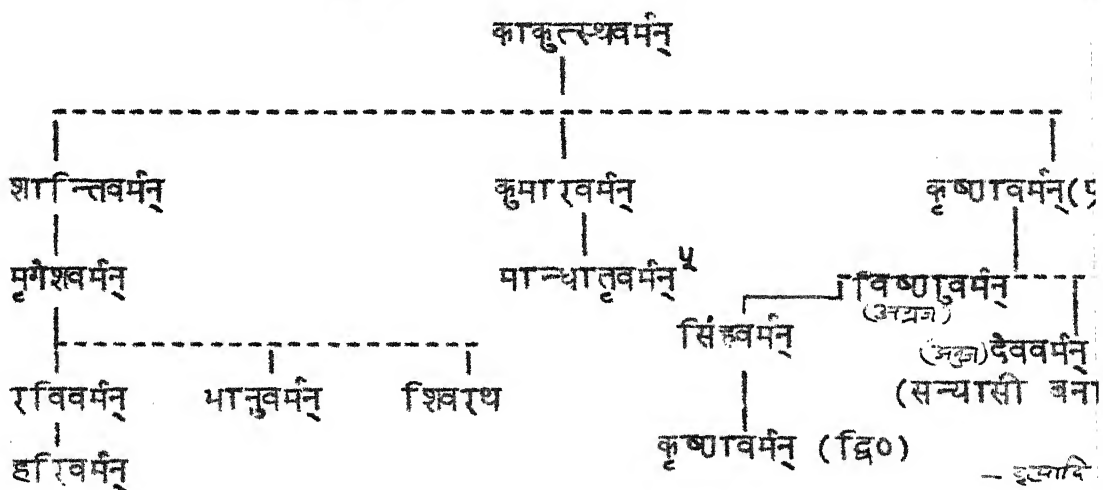 काकुत्स्थवर्मन्
शान्तिवर्मन् कुमारवर्मन् कृष्णवर्मन् (प्र
मृगेशवर्मन् मान्धातृवर्मन्५ विष्णुवर्मन्
(अग्रज)
सिंहवर्मन् (अनुज) देववर्मन्
रविवर्मन् भानुवर्मन् शिवरथ (सन्यासी बना
हरिवर्मन् कृष्णवर्मन् (द्वि०)